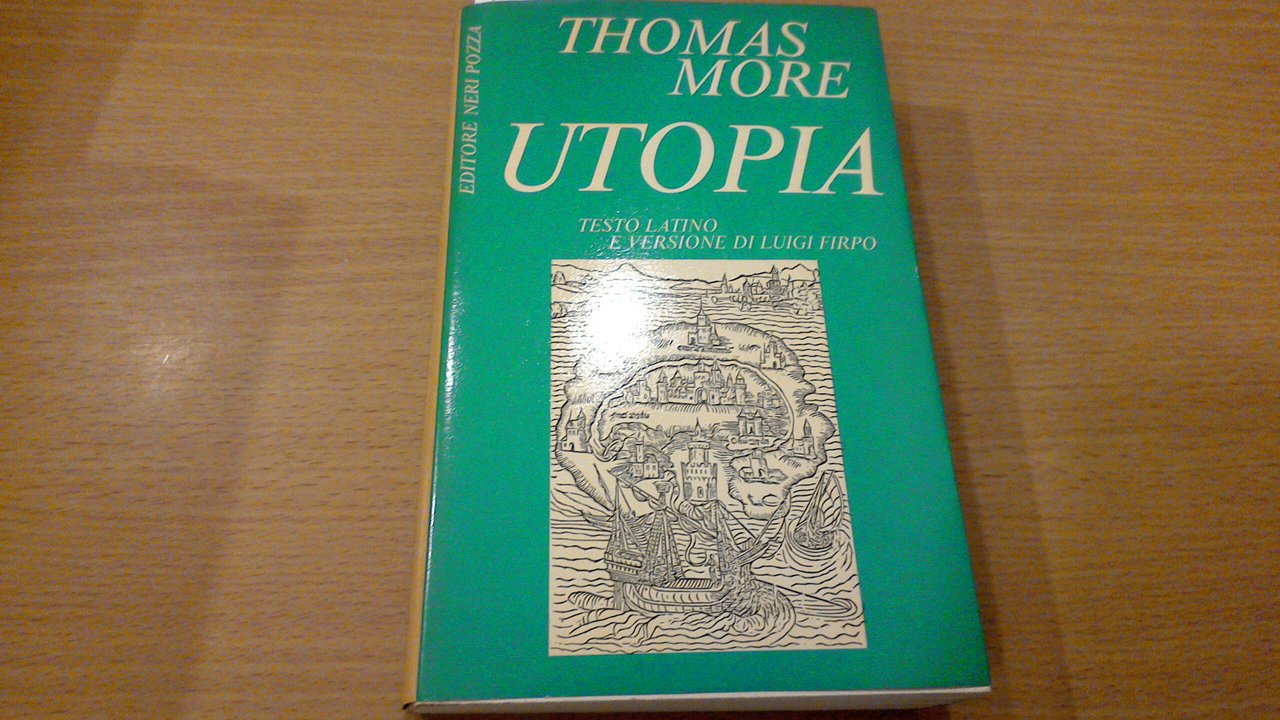 THOMAS
MORE
UTOPIA
TESTO LATINO
E VERSIONE DI LUIGI FIRPO
EDITORE NERI POZZA